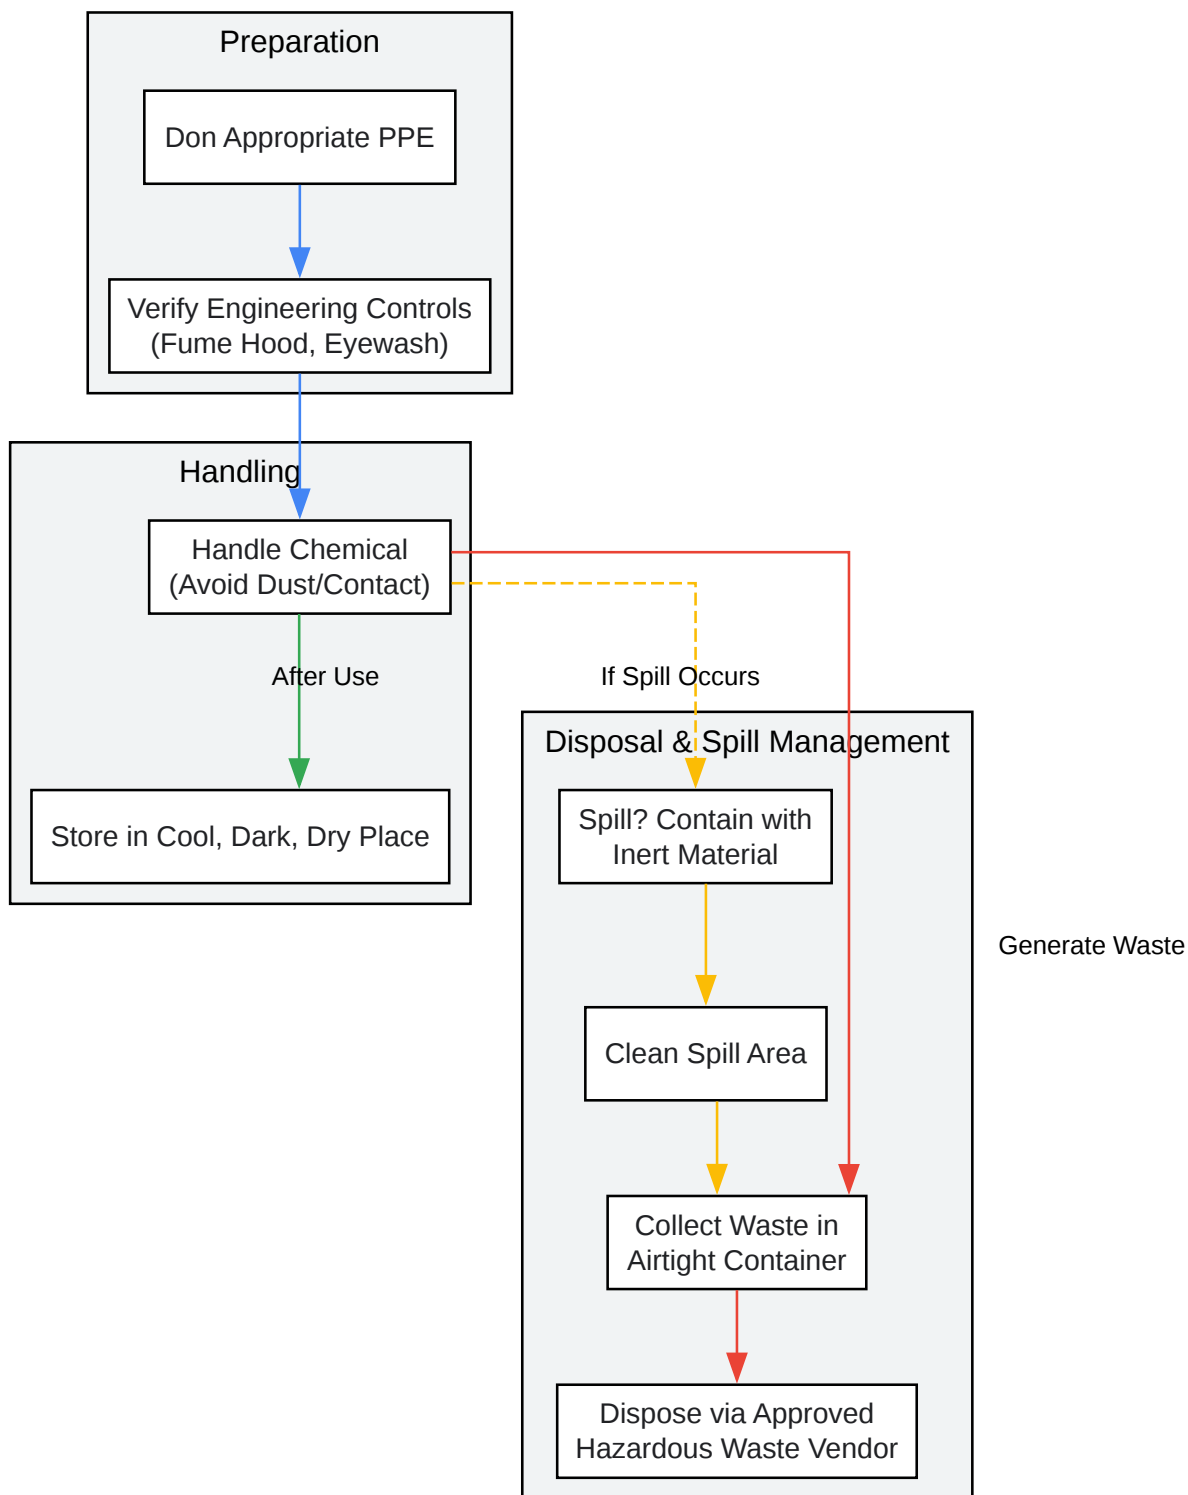 Preparation
Don Appropriate PPE
Verify Engineering Controls
(Fume Hood, Eyewash)
Handling
Handle Chemical
(Avoid Dust/Contact)
After Use
If Spill Occurs
Disposal & Spill Management
Store in Cool, Dark, Dry Place
Spill? Contain with
Inert Material
Generate Waste
Clean Spill Area
Collect Waste in
Airtight Container
Dispose via Approved
Hazardous Waste Vendor